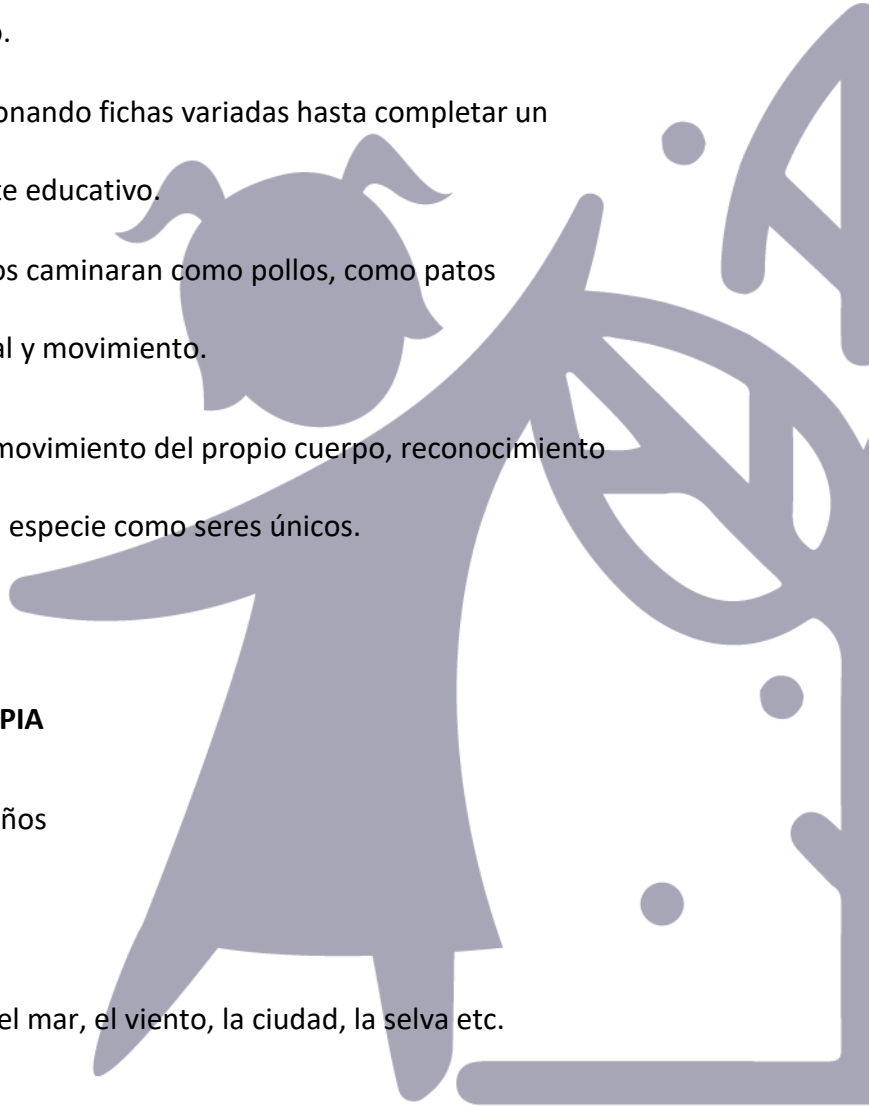 o.
onando fichas variadas hasta completar un
te educativo.
os caminaran como pollos, como patos
al y movimiento.
movimiento del propio cuerpo, reconocimiento
especie como seres únicos.
PIA
ños
el mar, el viento, la ciudad, la selva etc.